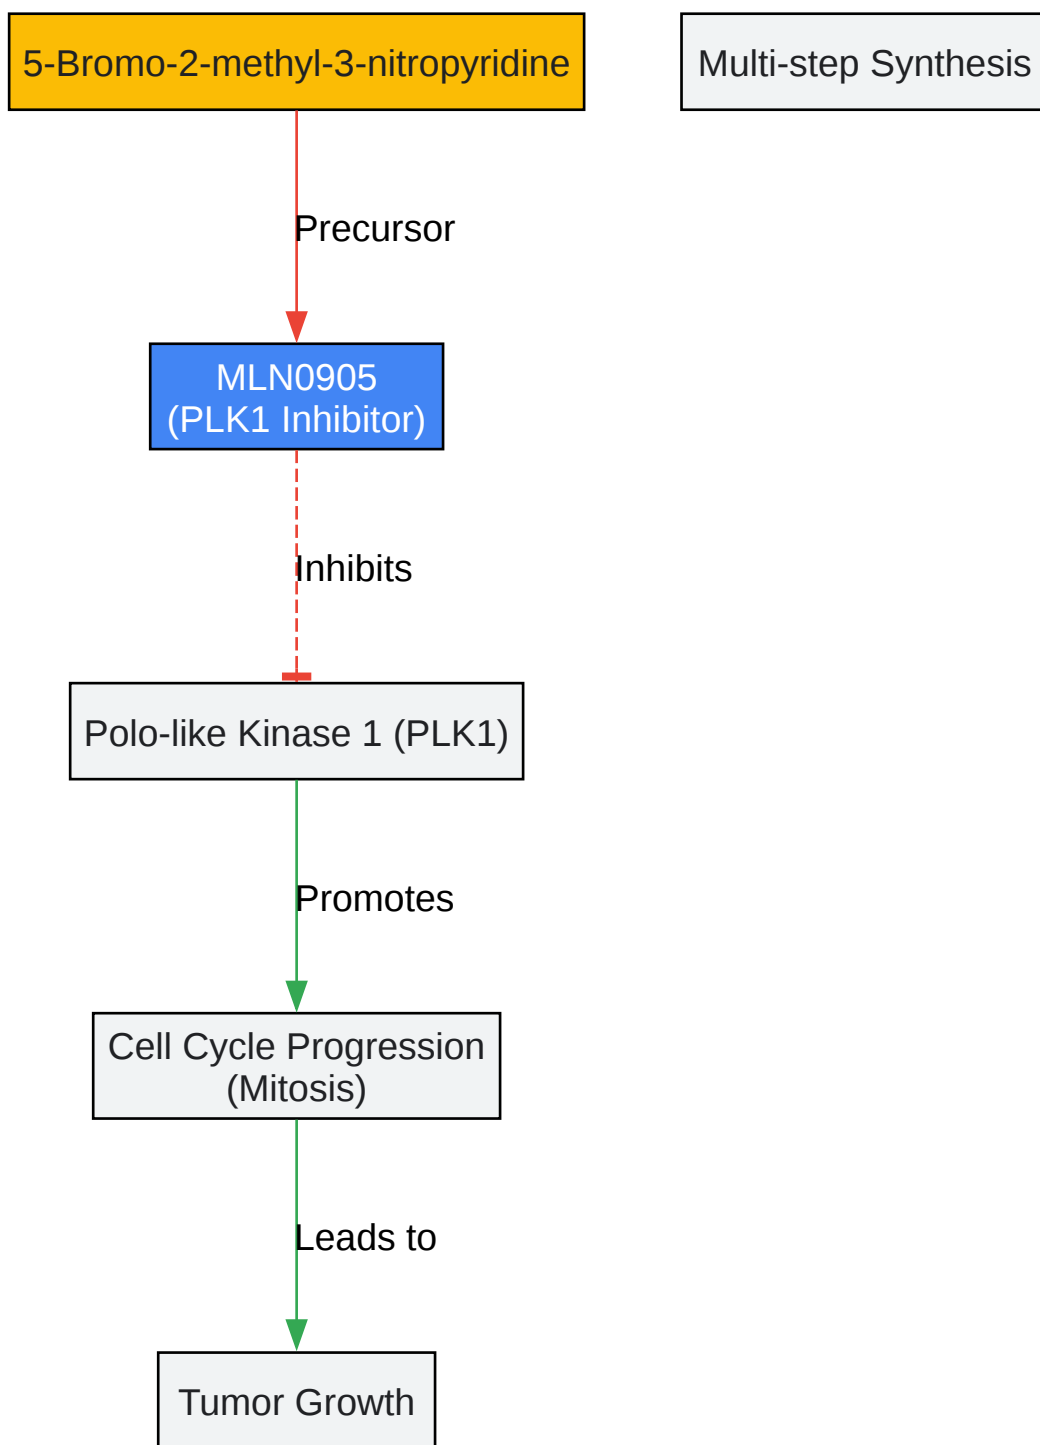 5-Bromo-2-methyl-3-nitropyridine
Multi-step Synthesis
Precursor
MLN0905
(PLK1 Inhibitor)
Inhibits
Polo-like Kinase 1 (PLK1)
Promotes
Cell Cycle Progression
(Mitosis)
Leads to
Tumor Growth